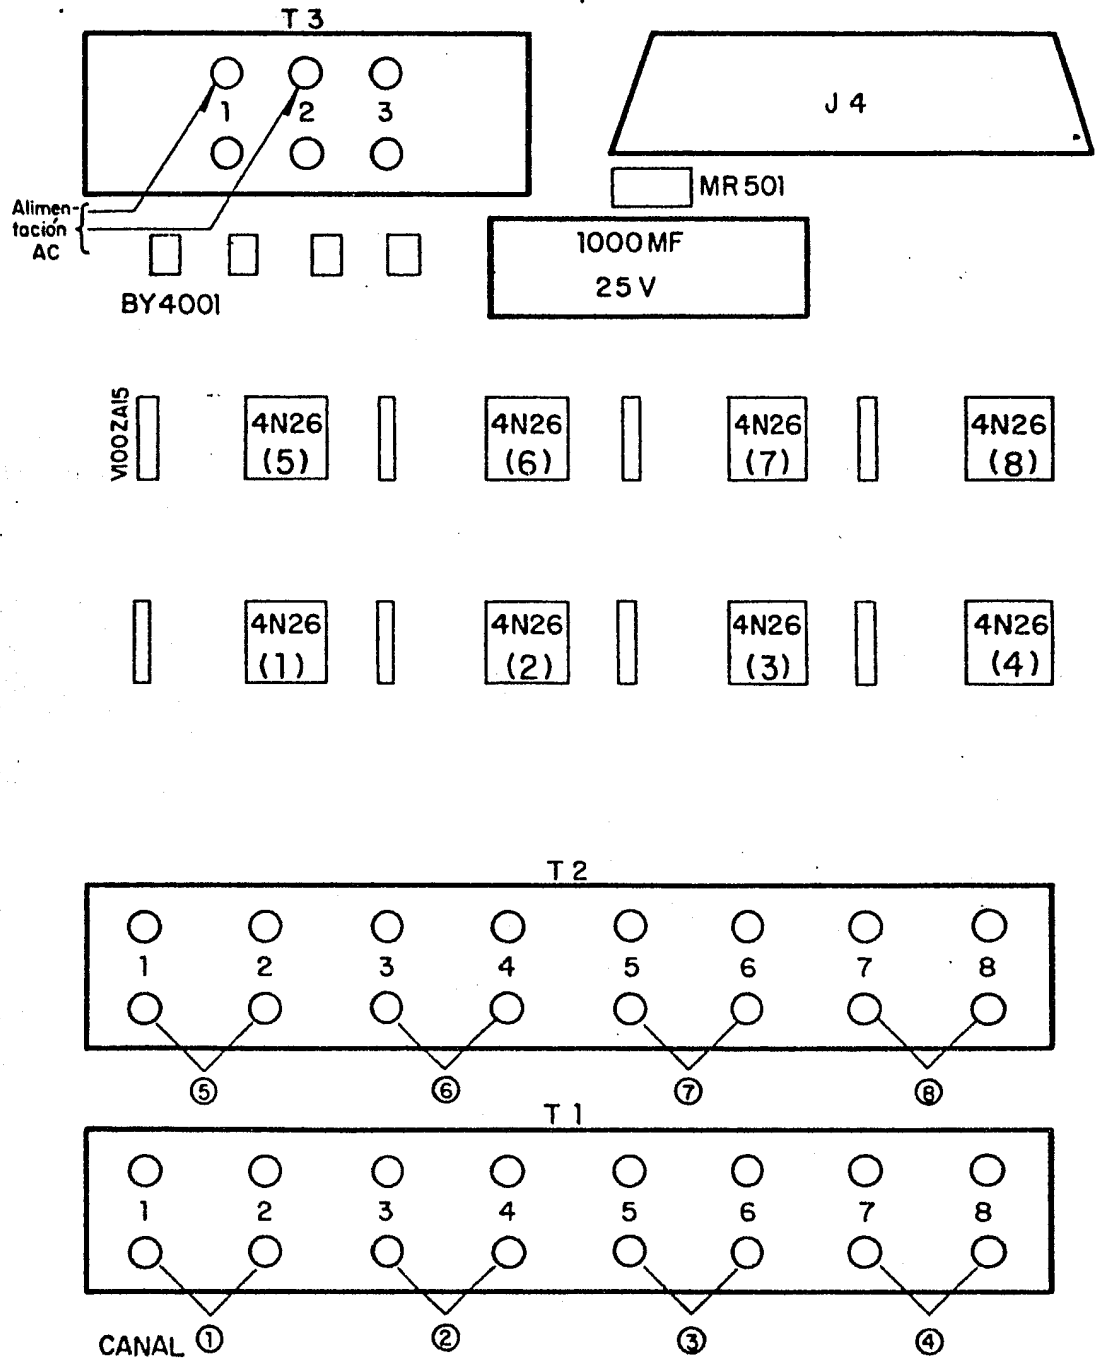 T 3
1 2 3
J 4
MR 501
Alimen-
tación
AC
1000 MF
25 V
BY4001
V100ZA15
4N26 4N26 4N26 4N26
(5) (6) (7) (8)
4N26 4N26 4N26 4N26
(1) (2) (3) (4)
T 2
1 2 3 4 5 6 7 8
⑤ ⑥ ⑦ ⑧
T 1
1 2 3 4 5 6 7 8
CANAL ① ② ③ ④